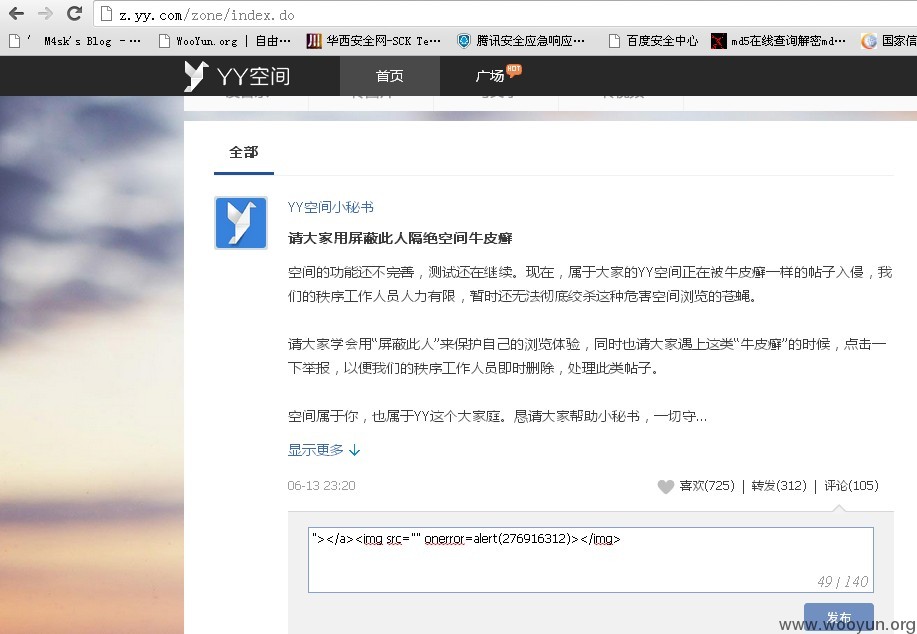 z.yy.com/zone/index.do
' M4sk's Blog - ··· WooYun.org | 自由··· 华西安全网-SCK Te··· 腾讯安全应急响应··· 百度安全中心 md5在线查询解密md··· 国家信
YY空间 首页 广场 HOT
全部
YY空间小秘书
请大家用屏蔽此人隔绝空间牛皮癣
空间的功能还不完善，测试还在继续。现在，属于大家的YY空间正在被牛皮癣一样的帖子入侵，我
们的秩序工作人员人力有限，暂时还无法彻底绞杀这种危害空间浏览的苍蝇。
请大家学会用“屏蔽此人”来保护自己的浏览体验，同时也请大家遇上这类“牛皮癣”的时候，点击一
下举报，以便我们的秩序工作人员即时删除，处理此类帖子。
空间属于你，也属于YY这个大家庭。恳请大家帮助小秘书，一切守...
显示更多 ↓
06-13 23:20 喜欢(725) | 转发(312) | 评论(105)
"></a><img src="" onerror=alert(276916312)></img>
49 / 140
发布
www.wooyun.org